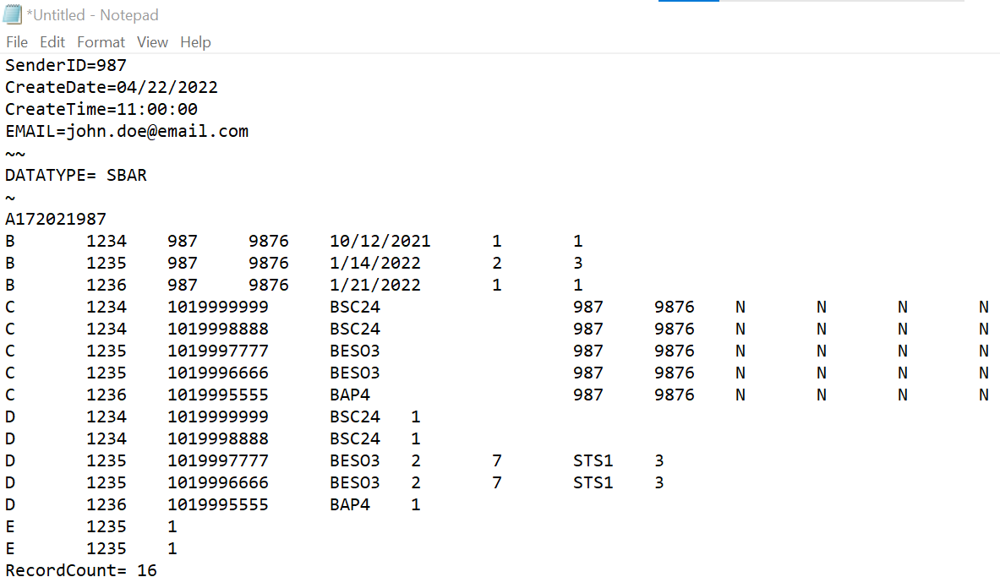 *Untitled - Notepad
File Edit Format View Help
SenderID=987
CreateDate=04/22/2022
CreateTime=11:00:00
EMAIL=john.doe@email.com
~~
DATATYPE= SBAR
~
A172021987
B 1234 987 9876 10/12/2021 1 1
B 1235 987 9876 1/14/2022 2 3
B 1236 987 9876 1/21/2022 1 1
C 1234 1019999999 BSC24 987 9876 N N N N
C 1234 1019998888 BSC24 987 9876 N N N N
C 1235 1019997777 BESO3 987 9876 N N N N
C 1235 1019996666 BESO3 987 9876 N N N N
C 1236 1019995555 BAP4 987 9876 N N N N
D 1234 1019999999 BSC24 1
D 1234 1019998888 BSC24 1
D 1235 1019997777 BESO3 2 7 STS1 3
D 1235 1019996666 BESO3 2 7 STS1 3
D 1236 1019995555 BAP4 1
E 1235 1
E 1235 1
RecordCount= 16